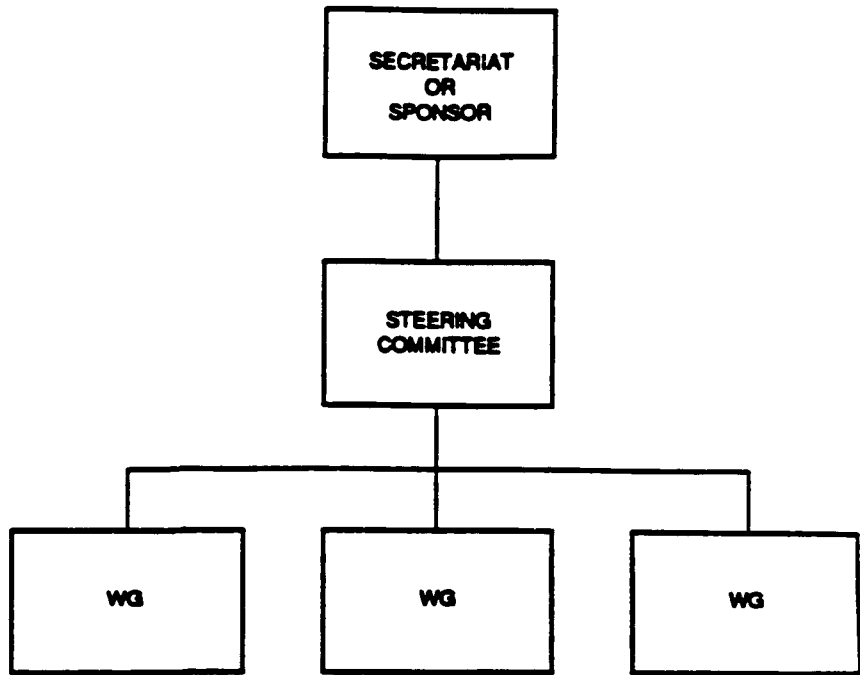 SECRETARIAT
OR
SPONSOR
STEERING
COMMITTEE
WG
WG
WG